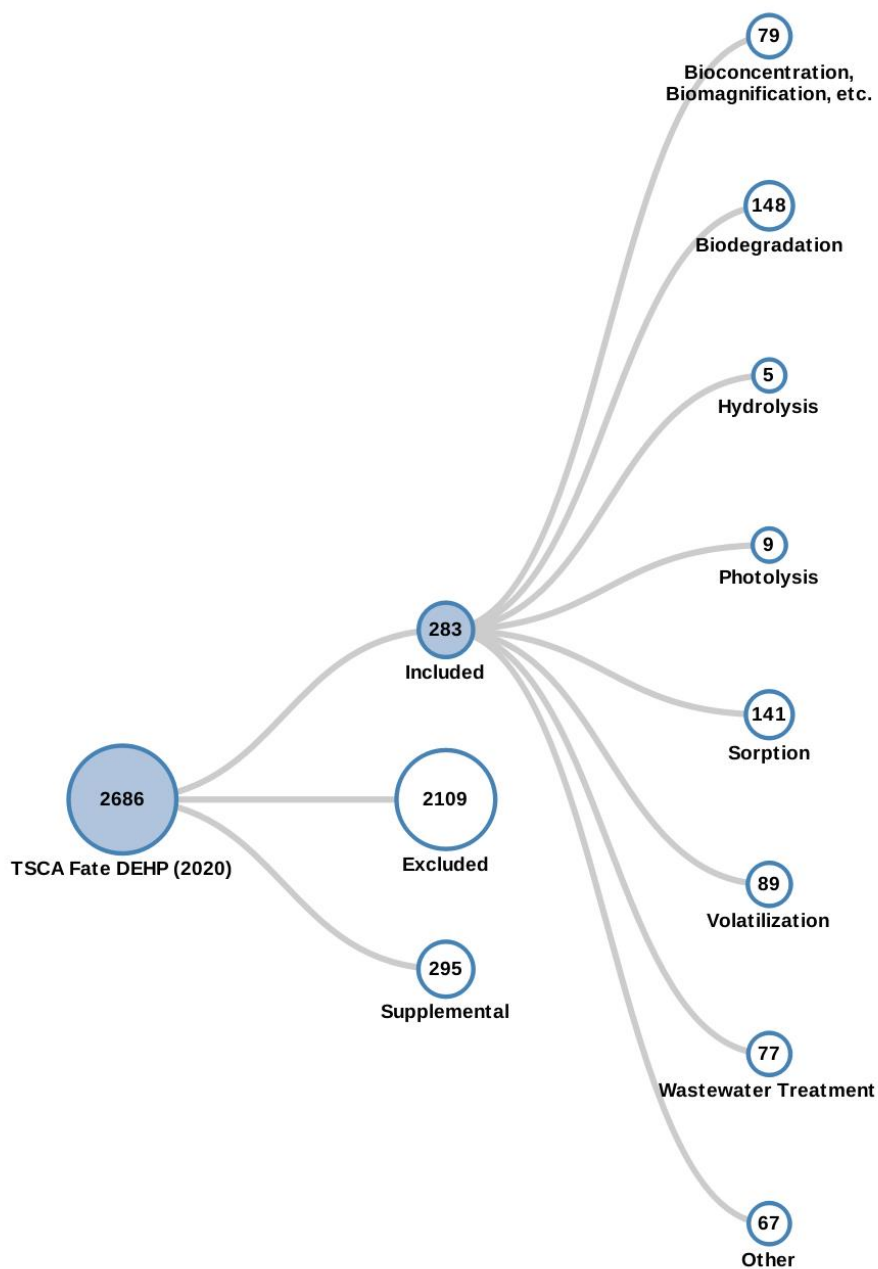 79
Bioconcentration,
Biomagnification, etc.
148
Biodegradation
5
Hydrolysis
9
Photolysis
283
Included
141
Sorption
2686
TSCA Fate DEHP (2020)
2109
Excluded
89
Volatilization
295
Supplemental
77
Wastewater Treatment
67
Other